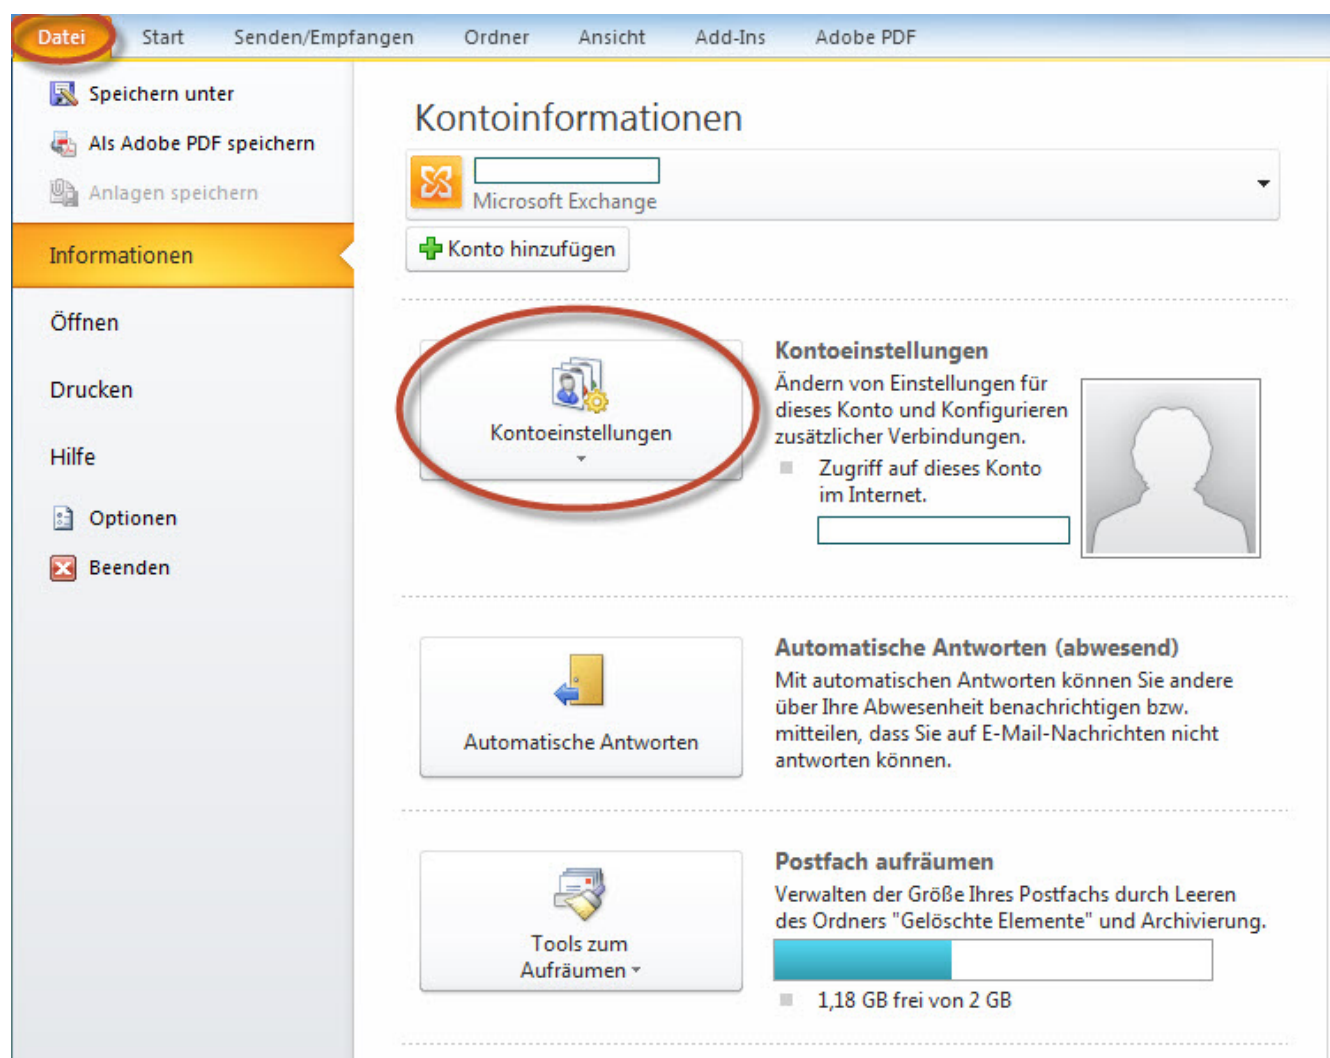 Datei Start Senden/Empfangen Ordner Ansicht Add-Ins Adobe PDF
Speichern unter
Als Adobe PDF speichern
Anlagen speichern
Informationen
Öffnen
Drucken
Hilfe
Optionen
Beenden
Kontoinformationen
Microsoft Exchange
Konto hinzufügen
Kontoeinstellungen
Kontoeinstellungen
Ändern von Einstellungen für
dieses Konto und Konfigurieren
zusätzlicher Verbindungen.
Zugriff auf dieses Konto
im Internet.
Automatische Antworten
Automatische Antworten (abwesend)
Mit automatischen Antworten können Sie andere
über Ihre Abwesenheit benachrichtigen bzw.
mitteilen, dass Sie auf E-Mail-Nachrichten nicht
antworten können.
Tools zum
Aufräumen
Postfach aufräumen
Verwalten der Größe Ihres Postfachs durch Leeren
des Ordners "Gelöschte Elemente" und Archivierung.
1,18 GB frei von 2 GB